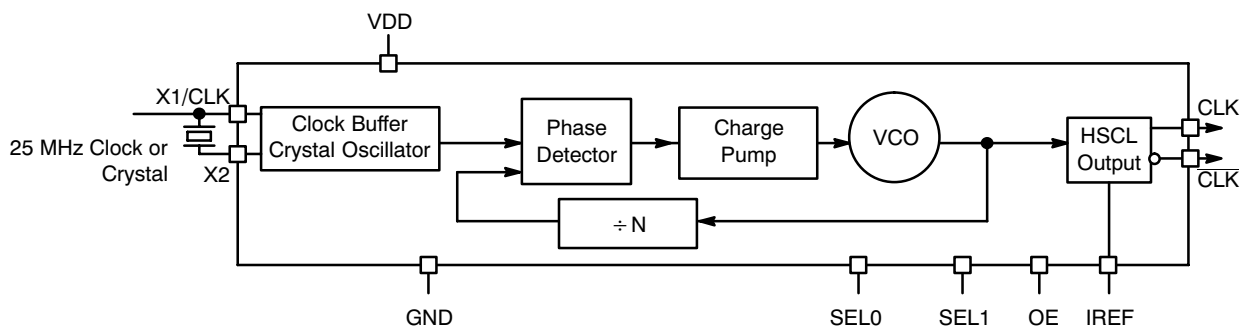 VDD
X1/CLK
25 MHz Clock or
Crystal
X2
Clock Buffer
Crystal Oscillator
Phase
Detector
Charge
Pump
VCO
HSCL
Output
CLK
CLK
÷ N
GND
SEL0
SEL1
OE
IREF